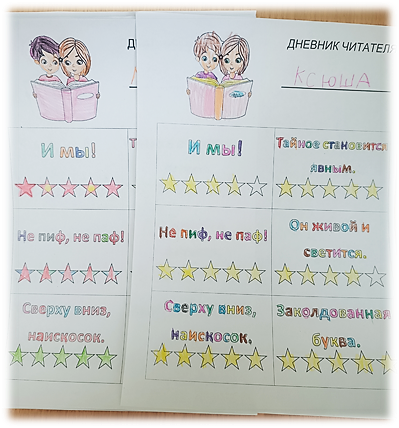 И мы!
Не пиф, не паф!
Сверху вниз,
наискосок.
ДНЕВНИК ЧИТАТЕЛЯ
КСЮША
И мы!
Тайное становится
явным.
Не пиф, не паф!
Он живой и
светится.
Сверху вниз,
наискосок.
Заколдованная
буква.